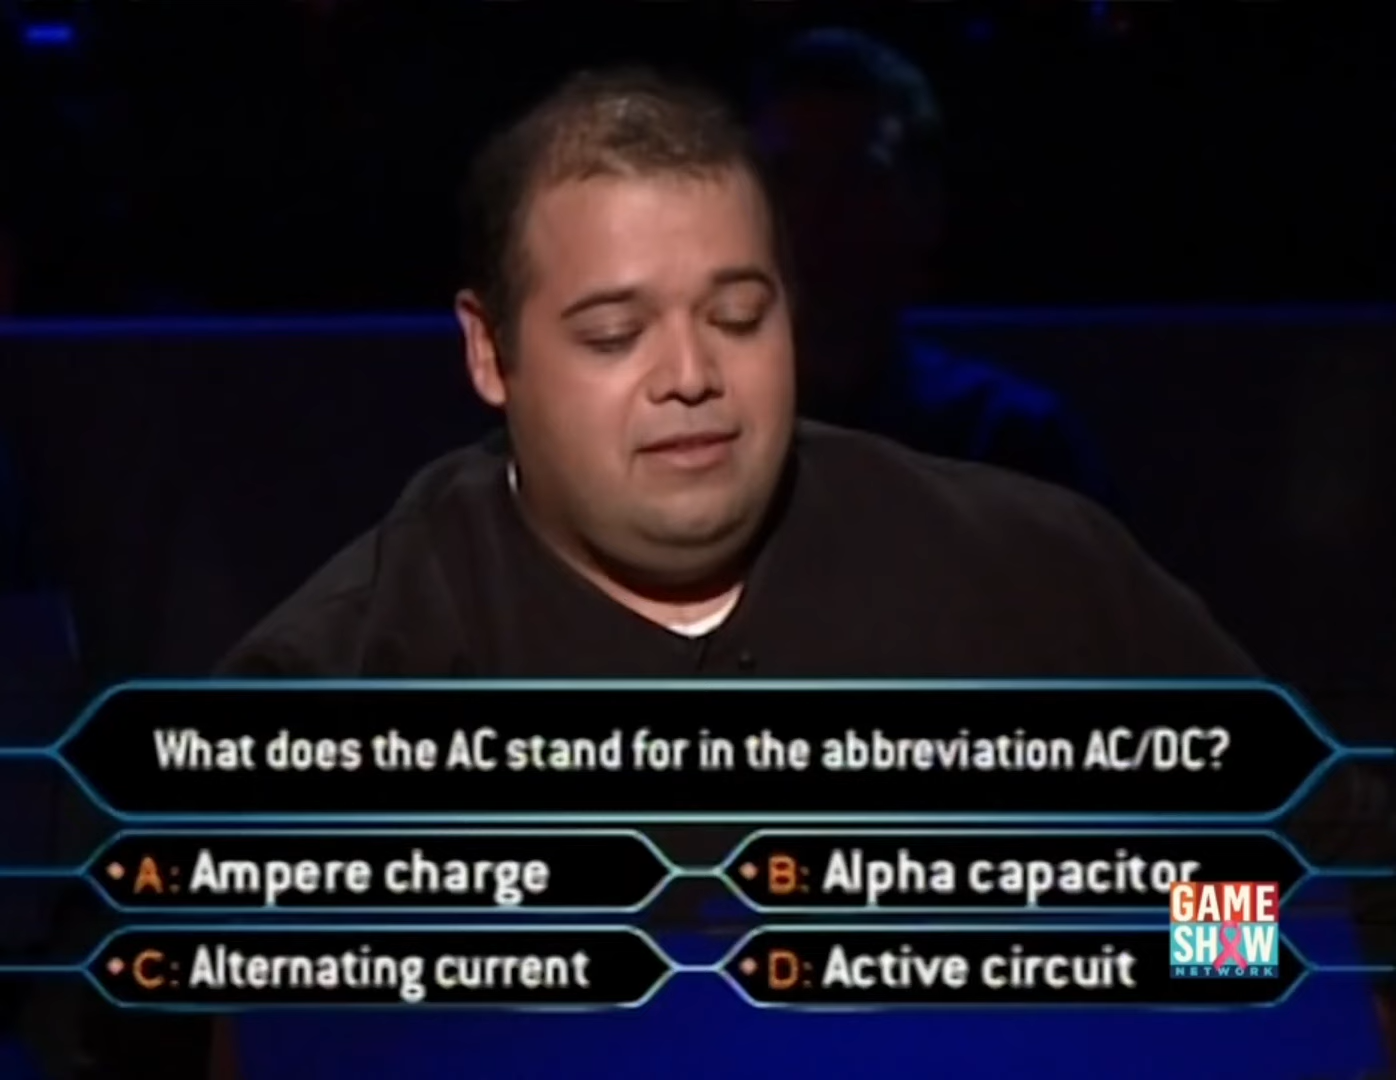 What does the AC stand for in the abbreviation AC/DC?
A: Ampere charge
B: Alpha capacitor
C: Alternating current
D: Active circuit
GAME
SHOW
NETWORK